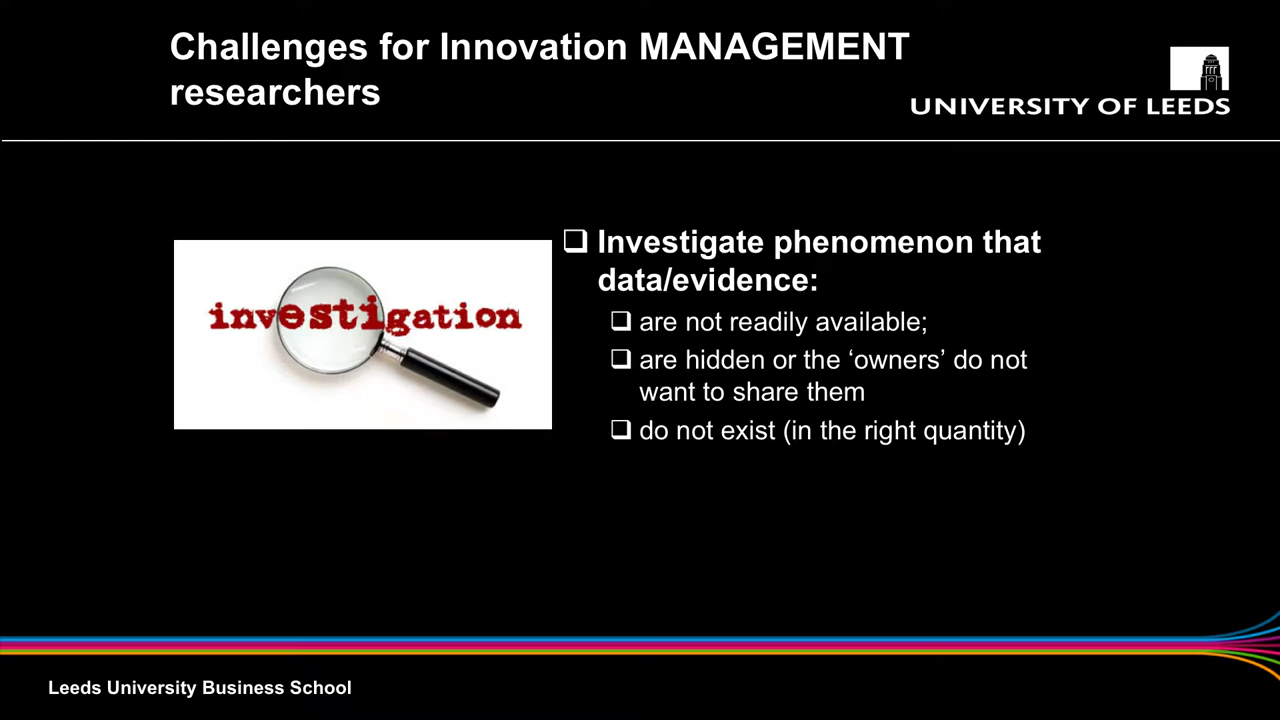 Challenges for Innovation MANAGEMENT
researchers
UNIVERSITY OF LEEDS
investigation
❑ Investigate phenomenon that
data/evidence:
❑ are not readily available;
❑ are hidden or the ‘owners’ do not
want to share them
❑ do not exist (in the right quantity)
Leeds University Business School